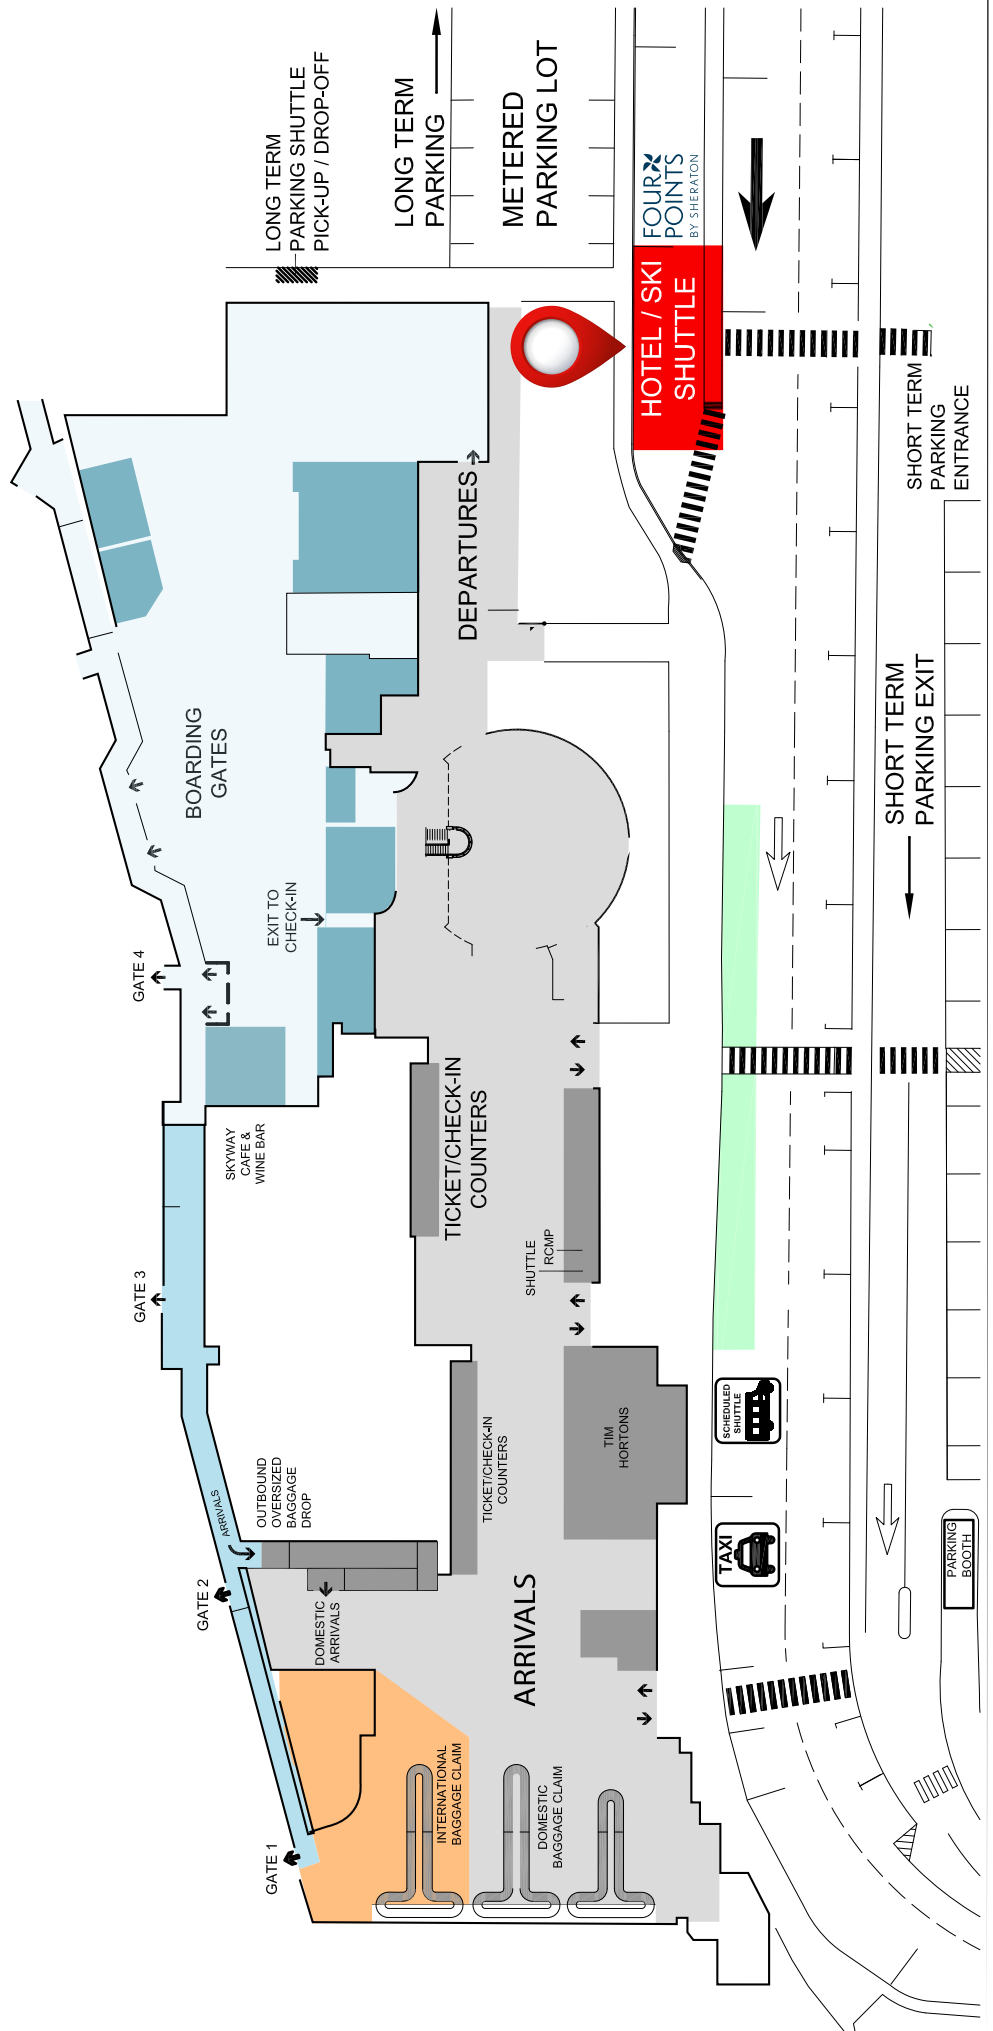 LONG TERM
PARKING SHUTTLE
PICK-UP / DROP-OFF
LONG TERM
PARKING
METERED
PARKING LOT
FOUR
POINTS
BY SHERATON
HOTEL / SKI
SHUTTLE
SHORT TERM
PARKING
ENTRANCE
DEPARTURES
BOARDING
GATES
SHORT TERM
PARKING EXIT
EXIT TO
CHECK-IN
GATE 4
SKYWAY
CAFE &
WINE BAR
TICKET/CHECK-IN
COUNTERS
SHUTTLE
RCMP
GATE 3
SCHEDULED
SHUTTLE
TIM
HORTONS
TICKET/CHECK-IN
COUNTERS
OUTBOUND
OVERSIZED
BAGGAGE
DROP
ARRIVALS
TAXI
PARKING
BOOTH
GATE 2
DOMESTIC
ARRIVALS
ARRIVALS
INTERNATIONAL
BAGGAGE CLAIM
DOMESTIC
BAGGAGE CLAIM
GATE 1